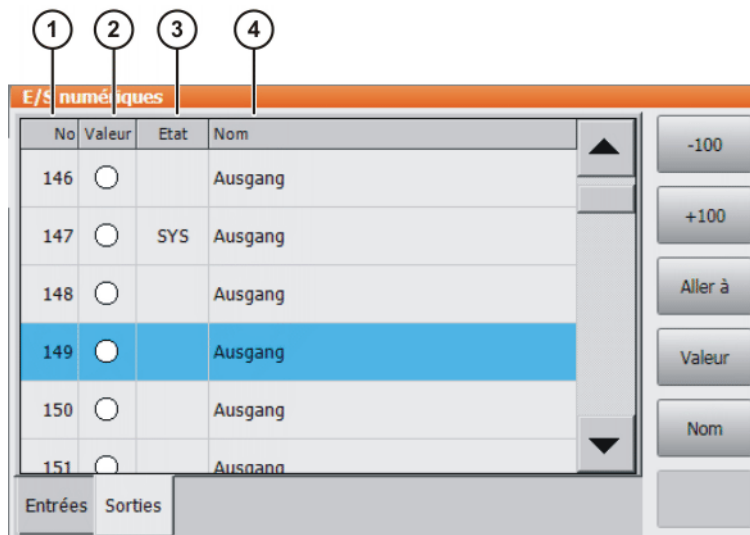 1 2 3 4
E/S numériques
No Valeur Etat Nom
146 Ausgang
147 SYS Ausgang
148 Ausgang
149 Ausgang
150 Ausgang
151 Ausgang
Entrées Sorties
-100
+100
Aller à
Valeur
Nom